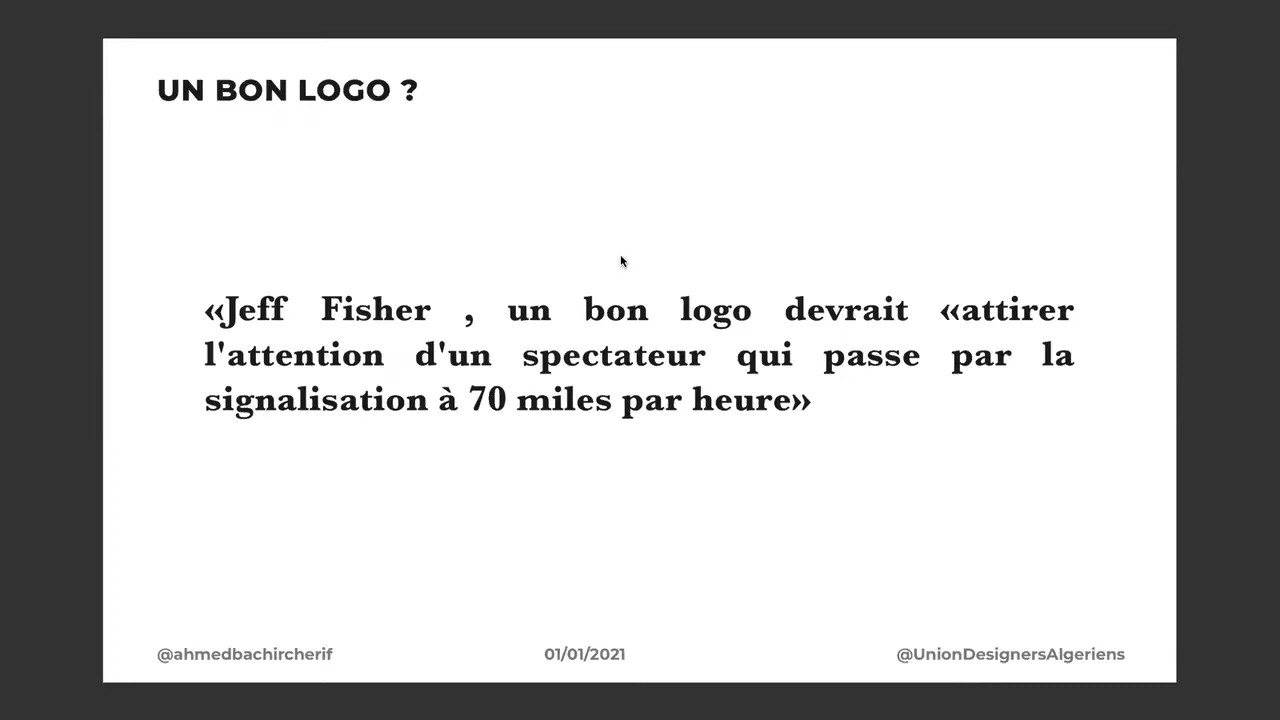 UN BON LOGO ?
«Jeff Fisher , un bon logo devrait «attirer
l'attention d'un spectateur qui passe par la
signalisation à 70 miles par heure»
@ahmedbachircherif
01/01/2021
@UnionDesignersAlgeriens